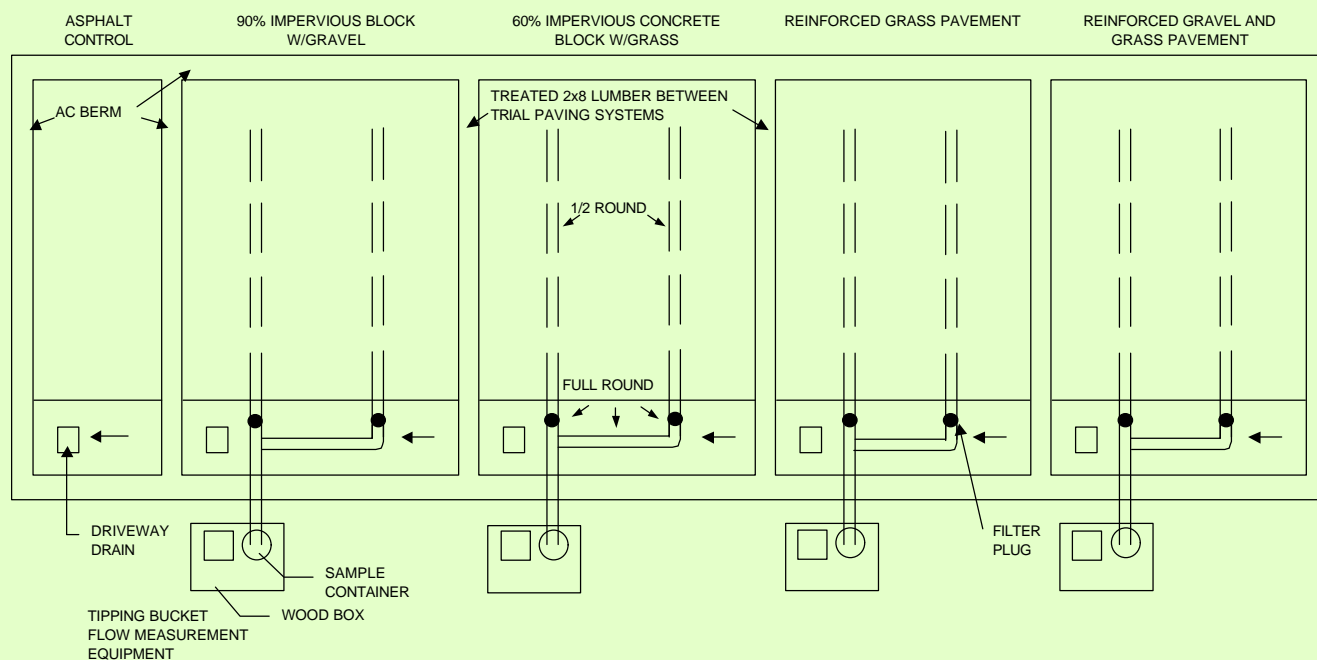 ASPHALT
CONTROL
90% IMPERVIOUS BLOCK
W/GRAVEL
60% IMPERVIOUS CONCRETE
BLOCK W/GRASS
REINFORCED GRASS PAVEMENT
REINFORCED GRAVEL AND
GRASS PAVEMENT
AC BERM
TREATED 2x8 LUMBER BETWEEN
TRIAL PAVING SYSTEMS
1/2 ROUND
FULL ROUND
DRIVEWAY
DRAIN
FILTER
PLUG
SAMPLE
CONTAINER
WOOD BOX
TIPPING BUCKET
FLOW MEASUREMENT
EQUIPMENT